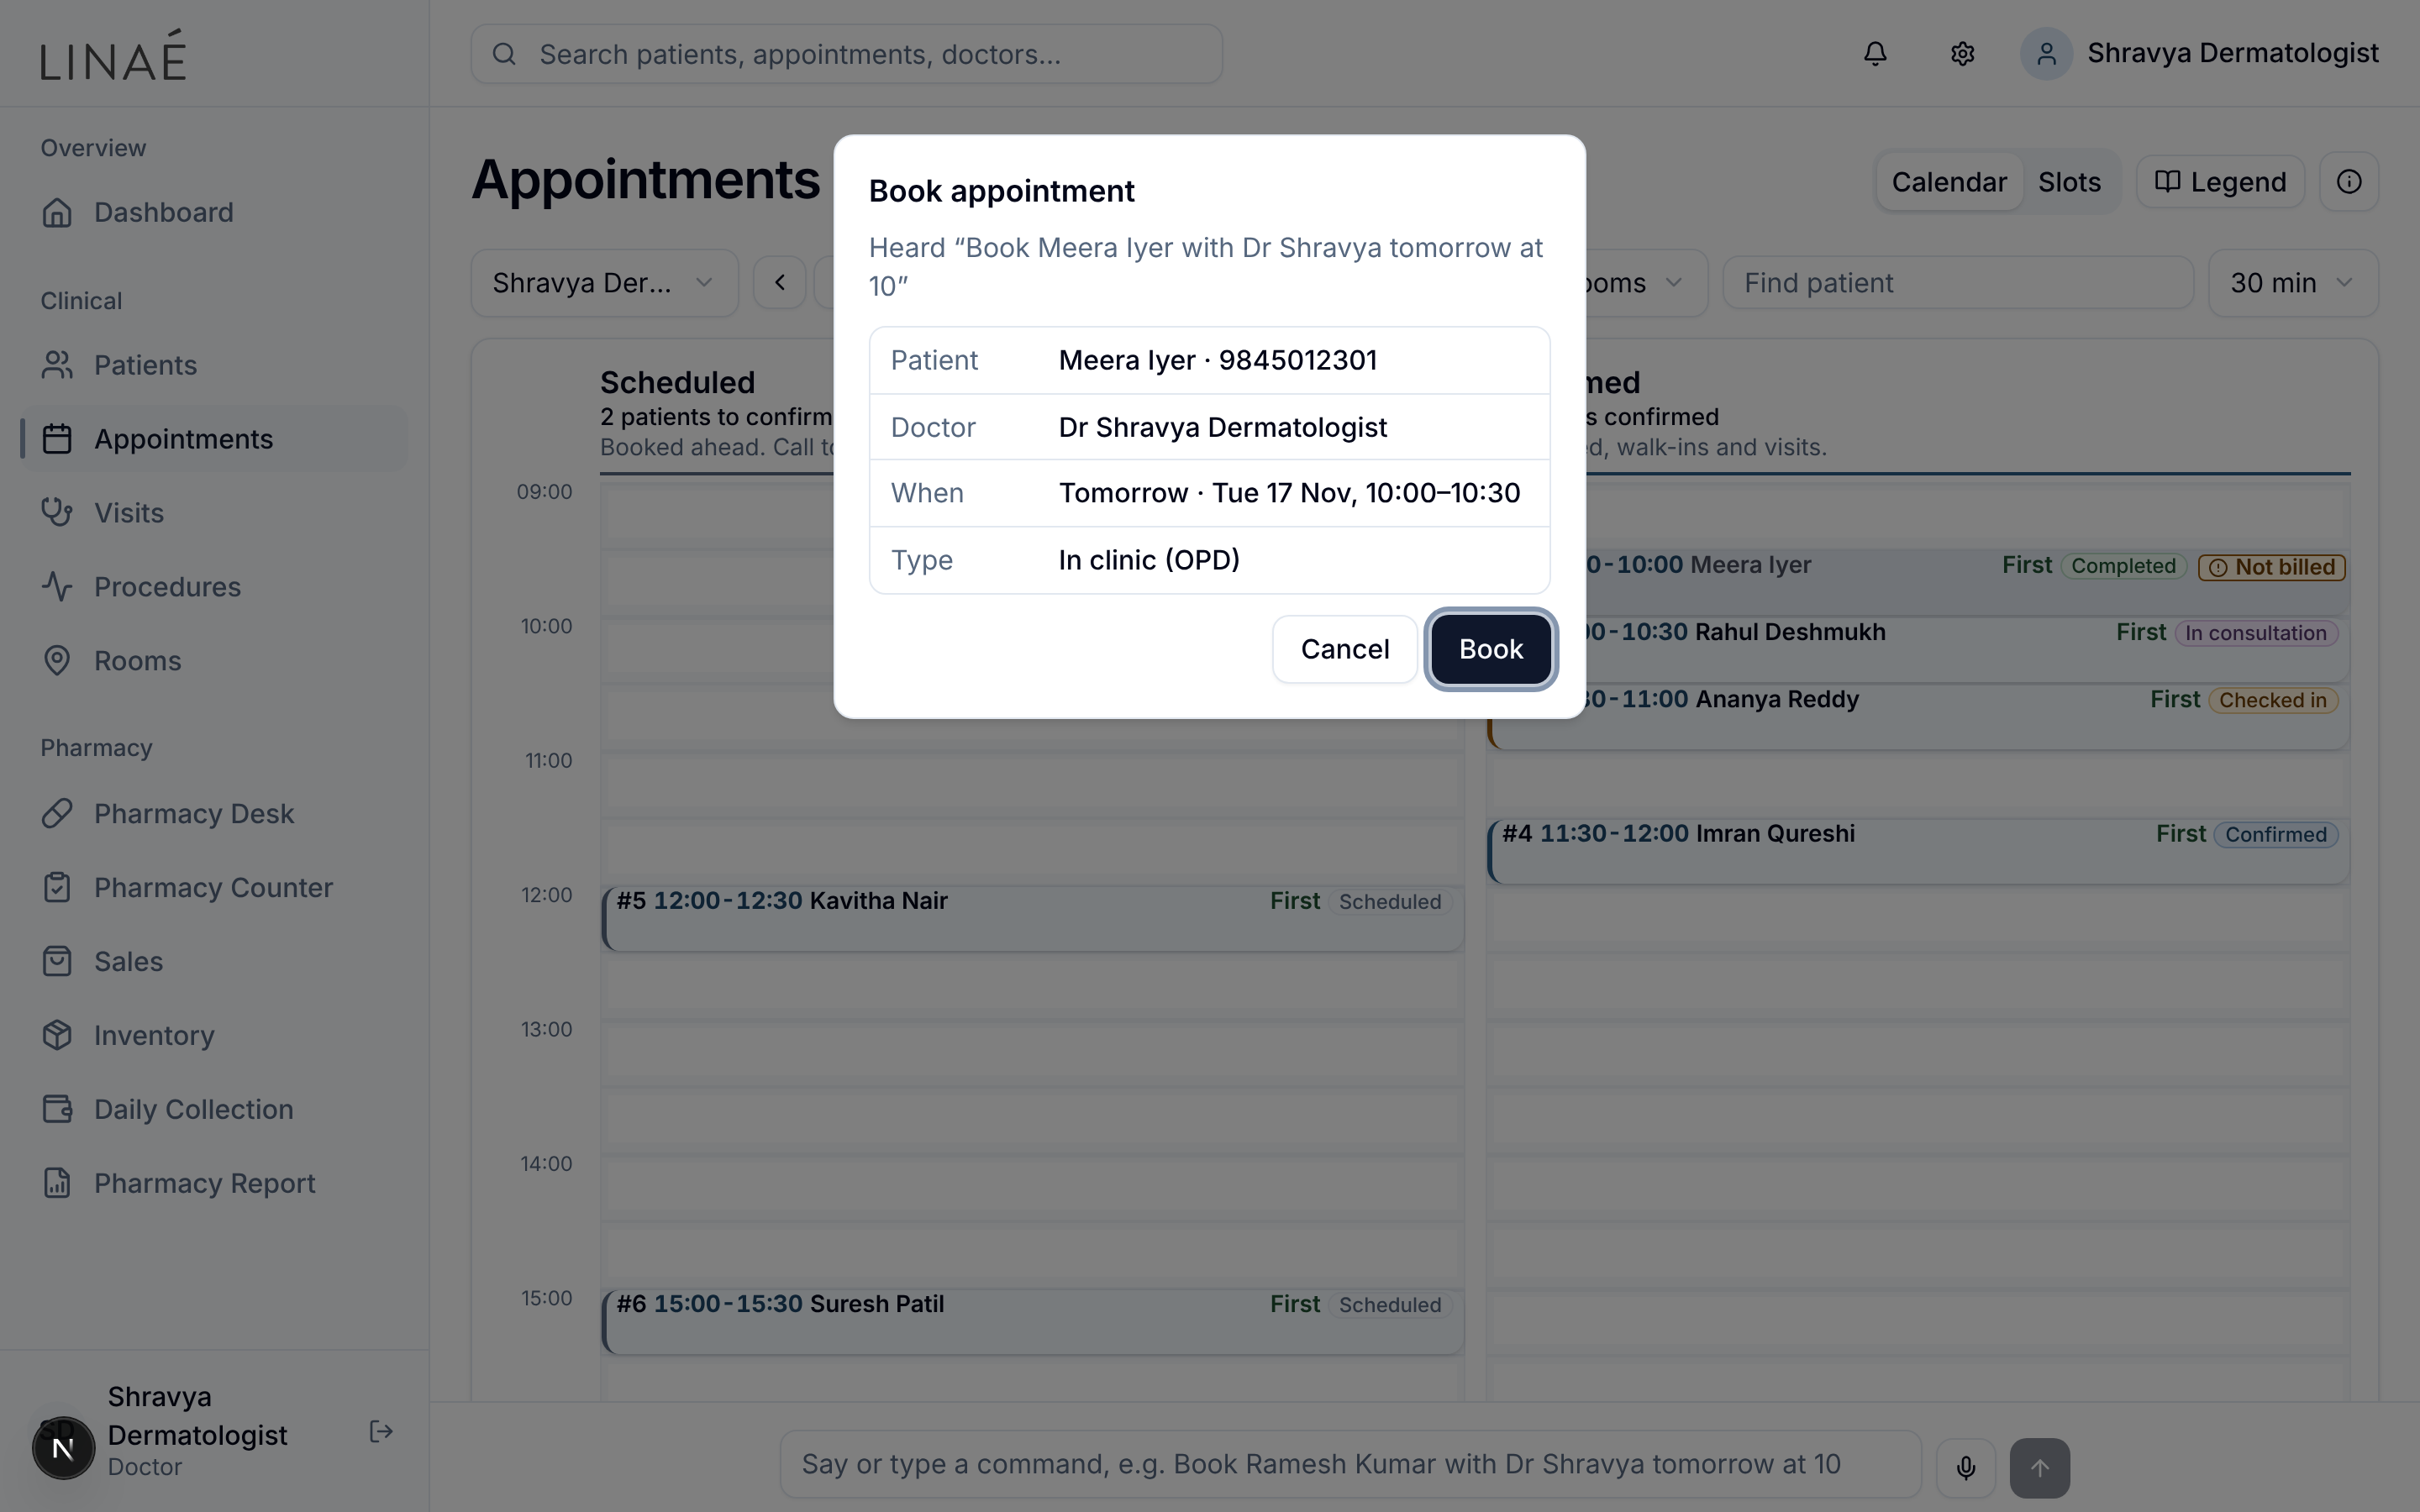 LINAÉ
Search patients, appointments, doctors...
Shravya Dermatologist
Overview
Dashboard
Clinical
Patients
Appointments
Visits
Procedures
Rooms
Pharmacy
Pharmacy Desk
Pharmacy Counter
Sales
Inventory
Daily Collection
Pharmacy Report
Shravya
Dermatologist
Doctor
N
Appointments
Calendar
Slots
Legend
Shravya Der...
Find patient
30 min
Book appointment
Heard “Book Meera Iyer with Dr Shravya tomorrow at
10”
Patient Meera Iyer · 9845012301
Doctor Dr Shravya Dermatologist
When Tomorrow · Tue 17 Nov, 10:00–10:30
Type In clinic (OPD)
Cancel
Book
Scheduled
2 patients to confirm
Booked ahead. Call
confirmed
walk-ins and visits.
09:00
10:00
11:00
12:00
13:00
14:00
15:00
-10:00 Meera Iyer First Completed Not billed
-10:30 Rahul Deshmukh First In consultation
-11:00 Ananya Reddy First Checked in
#4 11:30-12:00 Imran Qureshi First Confirmed
#5 12:00-12:30 Kavitha Nair First Scheduled
#6 15:00-15:30 Suresh Patil First Scheduled
Say or type a command, e.g. Book Ramesh Kumar with Dr Shravya tomorrow at 10